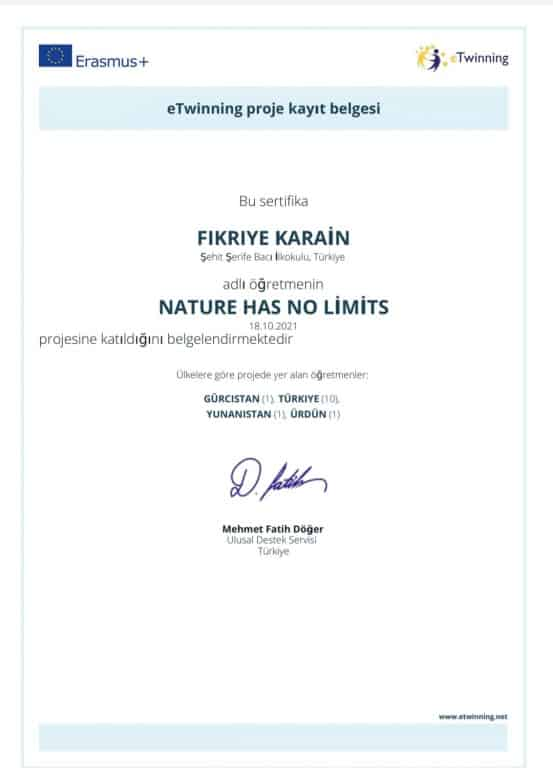 Erasmus+
eTwinning
eTwinning proje kayıt belgesi
Bu sertifika
FIKRIYE KARAİN
Şehit Şerife Bacı İlkokulu, Türkiye
adlı öğretmenin
NATURE HAS NO LİMİTS
18.10.2021
projesine katıldığını belgelendirmektedir
Ülkelere göre projede yer alan öğretmenler:
GÜRCISTAN (1), TÜRKIYE (10),
YUNANISTAN (1), ÜRDÜN (1)
D. Fatih
Mehmet Fatih Döğer
Ulusal Destek Servisi
Türkiye
www.etwinning.net